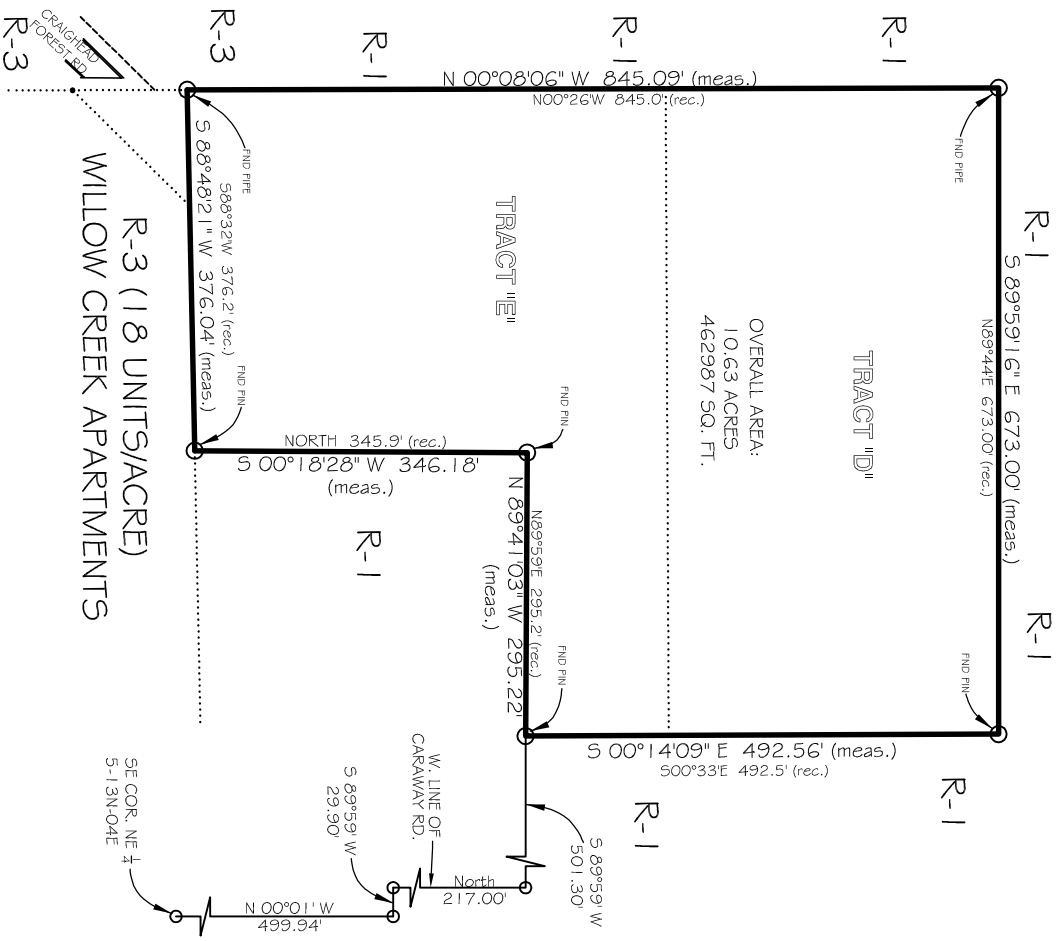 R-3
CRAIGHEAD
FOREST RD
R-3
R-1
R-1
R-1
N 00°08'06" W 845.09' (meas.)
N00°26'W 845.0' (rec.)
FND PIPE
FND PIPE
S 88°48'21" W 376.04' (meas.)
S88°32'W 376.2' (rec.)
WILLOW CREEK APARTMENTS
R-3 (18 UNITS/ACRE)
TRACT "E"
OVERALL AREA:
10.63 ACRES
462987 SQ. FT.
TRACT "D"
R-1
S 89°59'16" E 673.00' (meas.)
N89°44'E 673.00' (rec.)
FND PIN
FND PIN
NORTH 345.9' (rec.)
S 00°18'28" W 346.18'
(meas.)
R-1
N89°59'E 295.2' (rec.)
N 89°41'03" W 295.22'
(meas.)
R-1
FND PIN
FND PIN
S 00°14'09" E 492.56' (meas.)
S00°33'E 492.5' (rec.)
R-1
R-1
SE COR. NE 1/4
5-13N-04E
S 89°59' W
29.90'
W. LINE OF
CARAWAY RD.
S 89°59' W
501.30'
North
217.00'
N 00°01' W
499.94'